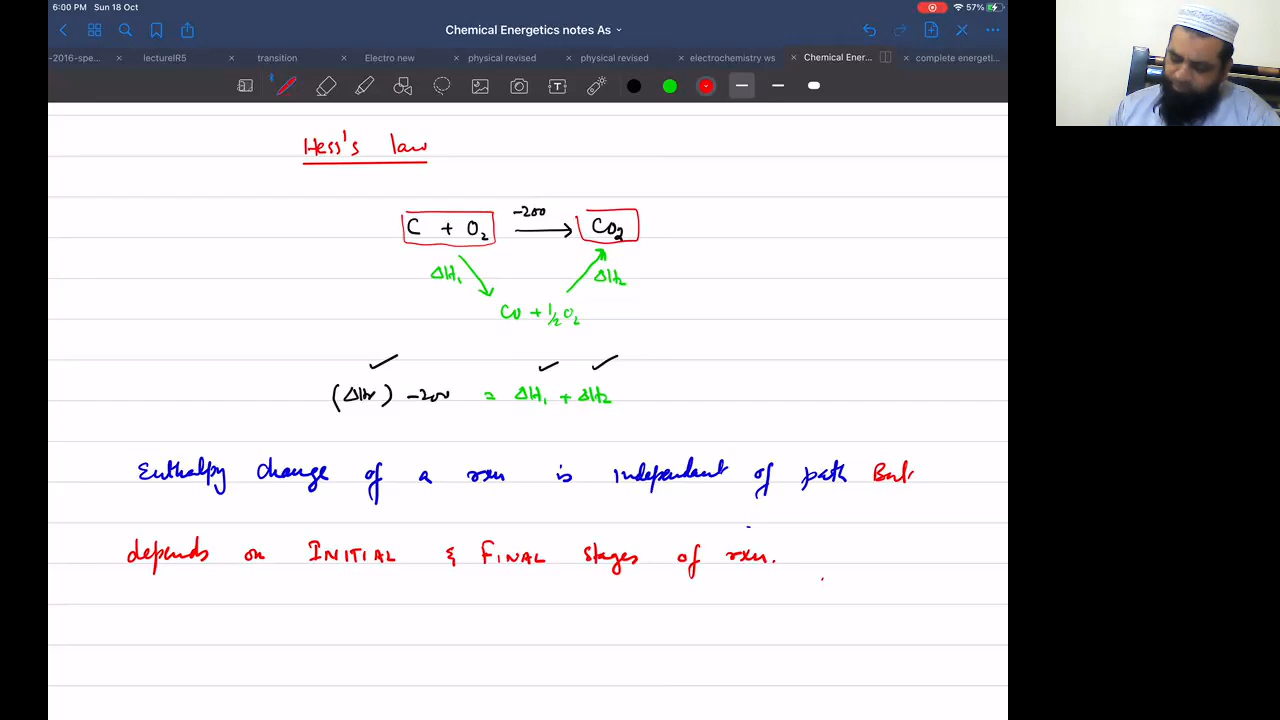 6:00 PM Sun 18 Oct
57%
Chemical Energetics notes As
-2016-spe...
lectureIR5
transition
Electro new
physical revised
physical revised
electrochemistry ws
Chemical Ener...
complete energeti...
Hess's law
C + O₂ -200 → CO₂
ΔH₁ ΔH₂
CO + 1/2 O₂
(ΔHr) -200 = ΔH₁ + ΔH₂
Enthalpy change of a rxn is independent of path But
depends on INITIAL & FINAL stages of rxn.